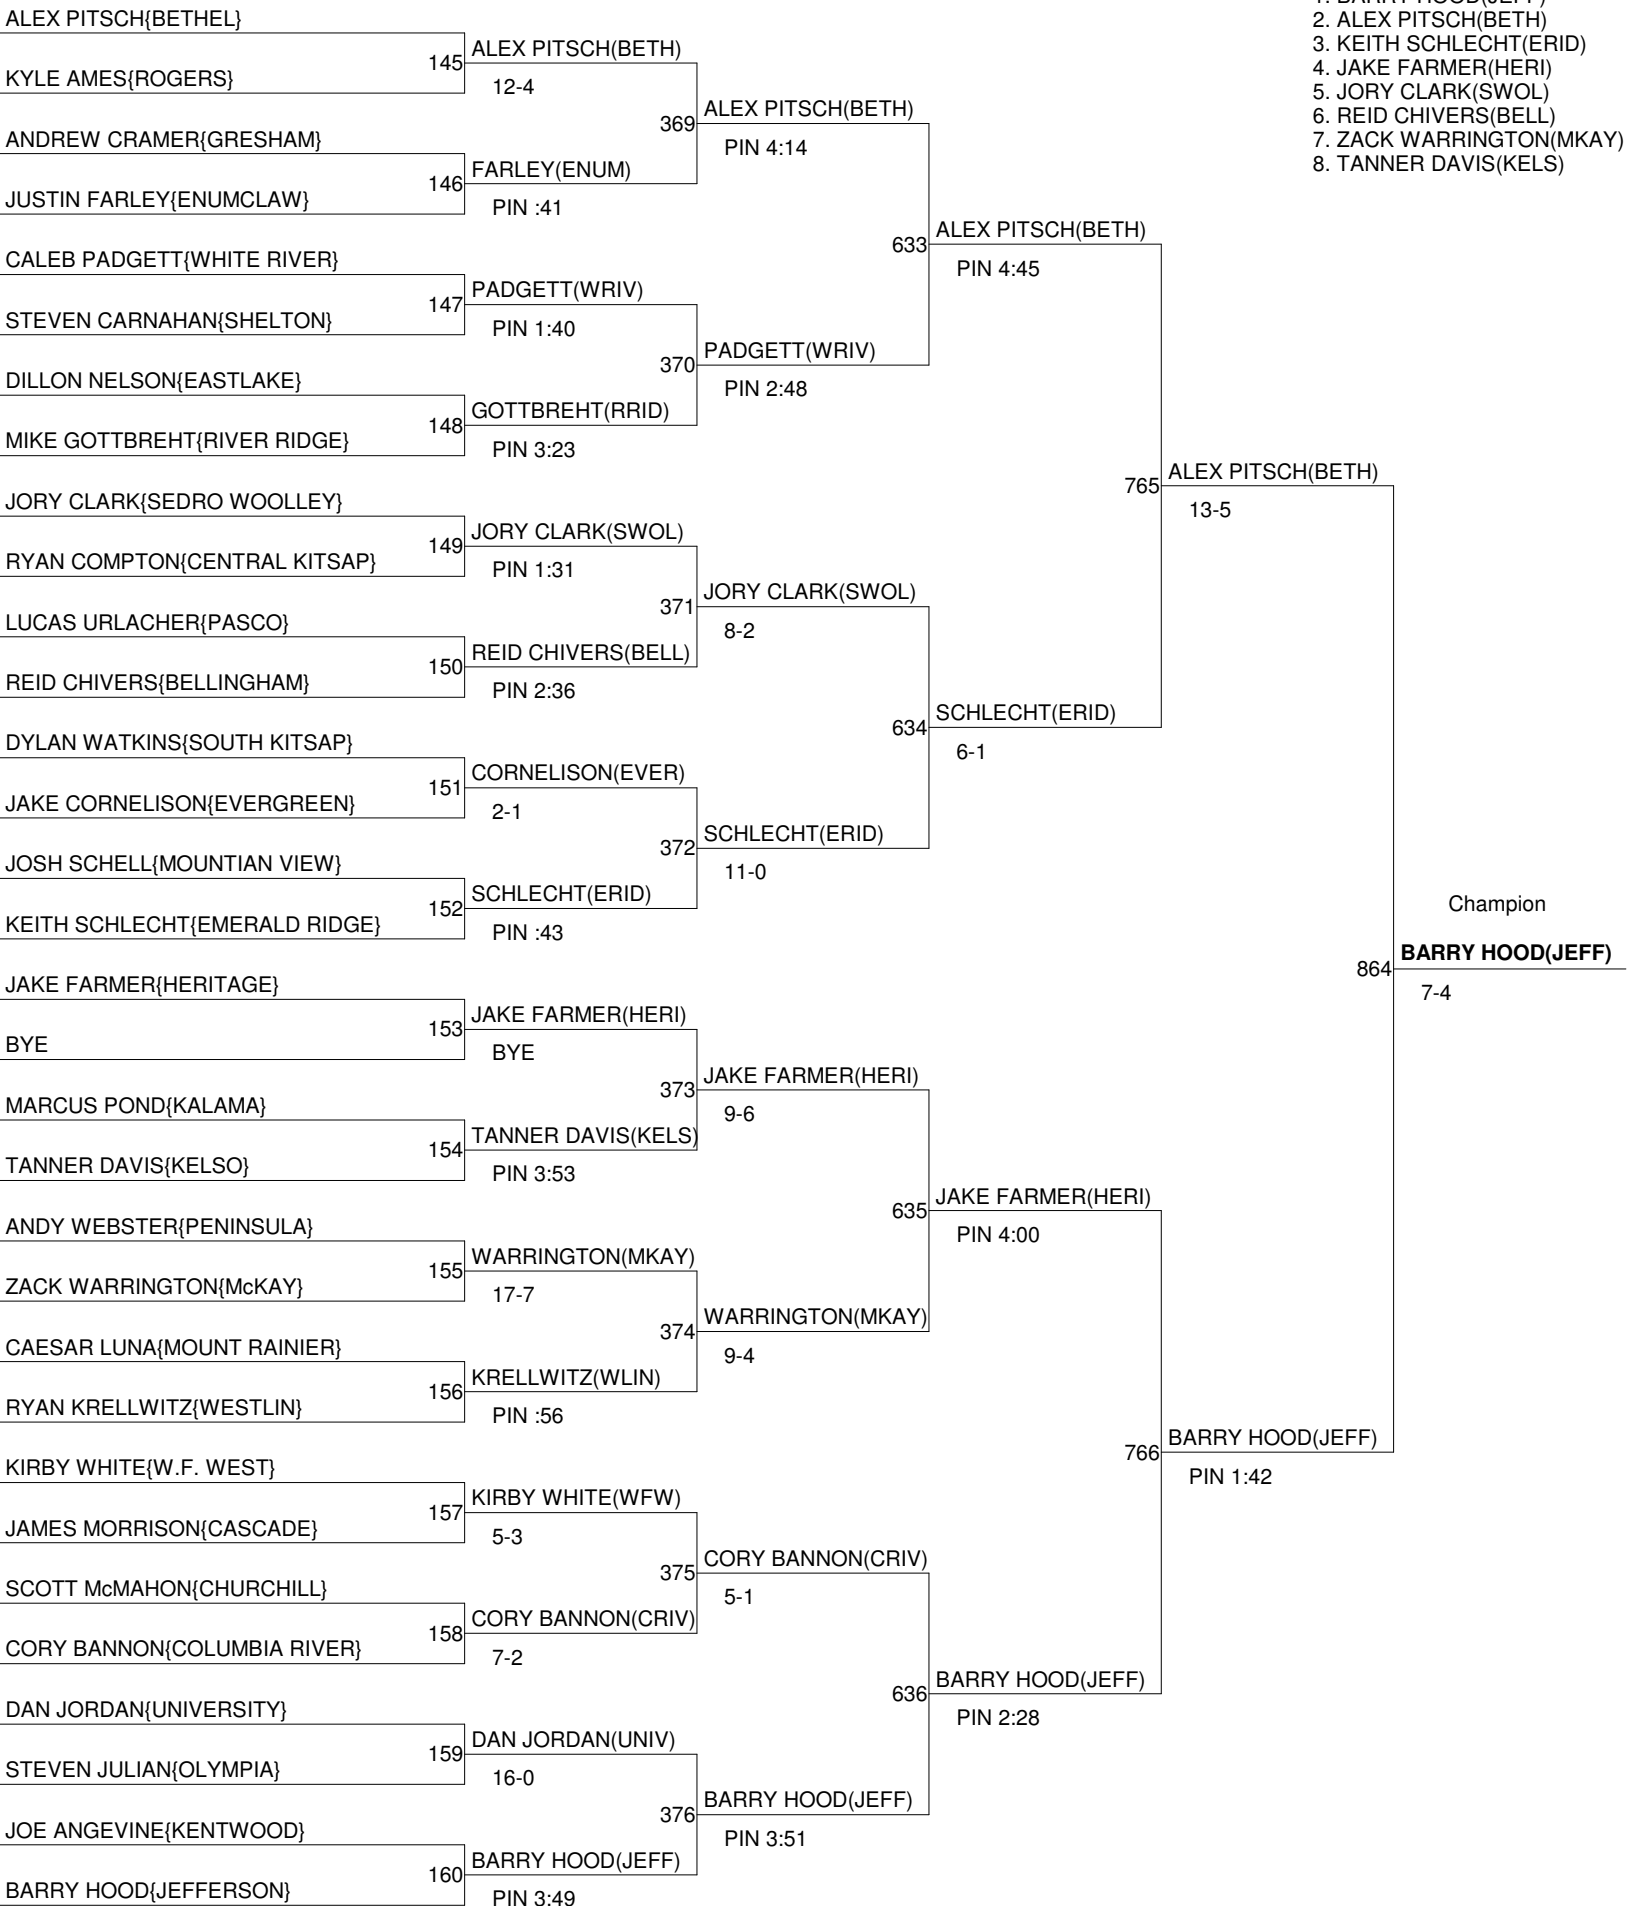 1. BARRY HOOD(JEFF)
2. ALEX PITSCH(BETH)
3. KEITH SCHLECHT(ERID)
4. JAKE FARMER(HERI)
5. JORY CLARK(SWOL)
6. REID CHIVERS(BELL)
7. ZACK WARRINGTON(MKAY)
8. TANNER DAVIS(KELS)
ALEX PITSCH{BETHEL}
KYLE AMES{ROGERS}
ANDREW CRAMER{GRESHAM}
JUSTIN FARLEY{ENUMCLAW}
CALEB PADGETT{WHITE RIVER}
STEVEN CARNAHAN{SHELTON}
DILLON NELSON{EASTLAKE}
MIKE GOTTBREHT{RIVER RIDGE}
JORY CLARK{SEDRO WOOLLEY}
RYAN COMPTON{CENTRAL KITSAP}
LUCAS URLACHER{PASCO}
REID CHIVERS{BELLINGHAM}
DYLAN WATKINS{SOUTH KITSAP}
JAKE CORNELISON{EVERGREEN}
JOSH SCHELL{MOUNTIAN VIEW}
KEITH SCHLECHT{EMERALD RIDGE}
JAKE FARMER{HERITAGE}
BYE
MARCUS POND{KALAMA}
TANNER DAVIS{KELSO}
ANDY WEBSTER{PENINSULA}
ZACK WARRINGTON{McKAY}
CAESAR LUNA{MOUNT RAINIER}
RYAN KRELLWITZ{WESTLIN}
KIRBY WHITE{W.F. WEST}
JAMES MORRISON{CASCADE}
SCOTT McMAHON{CHURCHILL}
CORY BANNON{COLUMBIA RIVER}
DAN JORDAN{UNIVERSITY}
STEVEN JULIAN{OLYMPIA}
JOE ANGEVINE{KENTWOOD}
BARRY HOOD{JEFFERSON}
145 ALEX PITSCH(BETH)
12-4
146 FARLEY(ENUM)
PIN :41
147 PADGETT(WRIV)
PIN 1:40
148 GOTTBREHT(RRID)
PIN 3:23
149 JORY CLARK(SWOL)
PIN 1:31
150 REID CHIVERS(BELL)
PIN 2:36
151 CORNELISON(EVER)
2-1
152 SCHLECHT(ERID)
PIN :43
153 JAKE FARMER(HERI)
BYE
154 TANNER DAVIS(KELS)
PIN 3:53
155 WARRINGTON(MKAY)
17-7
156 KRELLWITZ(WLIN)
PIN :56
157 KIRBY WHITE(WFW)
5-3
158 CORY BANNON(CRIV)
7-2
159 DAN JORDAN(UNIV)
16-0
160 BARRY HOOD(JEFF)
PIN 3:49
369 ALEX PITSCH(BETH)
PIN 4:14
370 PADGETT(WRIV)
PIN 2:48
371 JORY CLARK(SWOL)
8-2
372 SCHLECHT(ERID)
11-0
373 JAKE FARMER(HERI)
9-6
374 WARRINGTON(MKAY)
9-4
375 CORY BANNON(CRIV)
5-1
376 BARRY HOOD(JEFF)
PIN 3:51
633 ALEX PITSCH(BETH)
PIN 4:45
634 SCHLECHT(ERID)
6-1
635 JAKE FARMER(HERI)
PIN 4:00
636 BARRY HOOD(JEFF)
PIN 2:28
765 ALEX PITSCH(BETH)
13-5
766 BARRY HOOD(JEFF)
PIN 1:42
Champion
864 BARRY HOOD(JEFF)
7-4